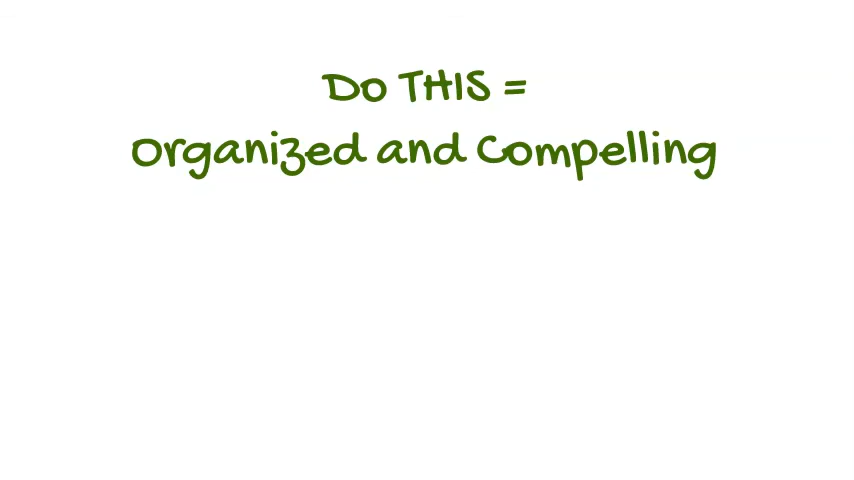 Do THIS =
Organized and Compelling